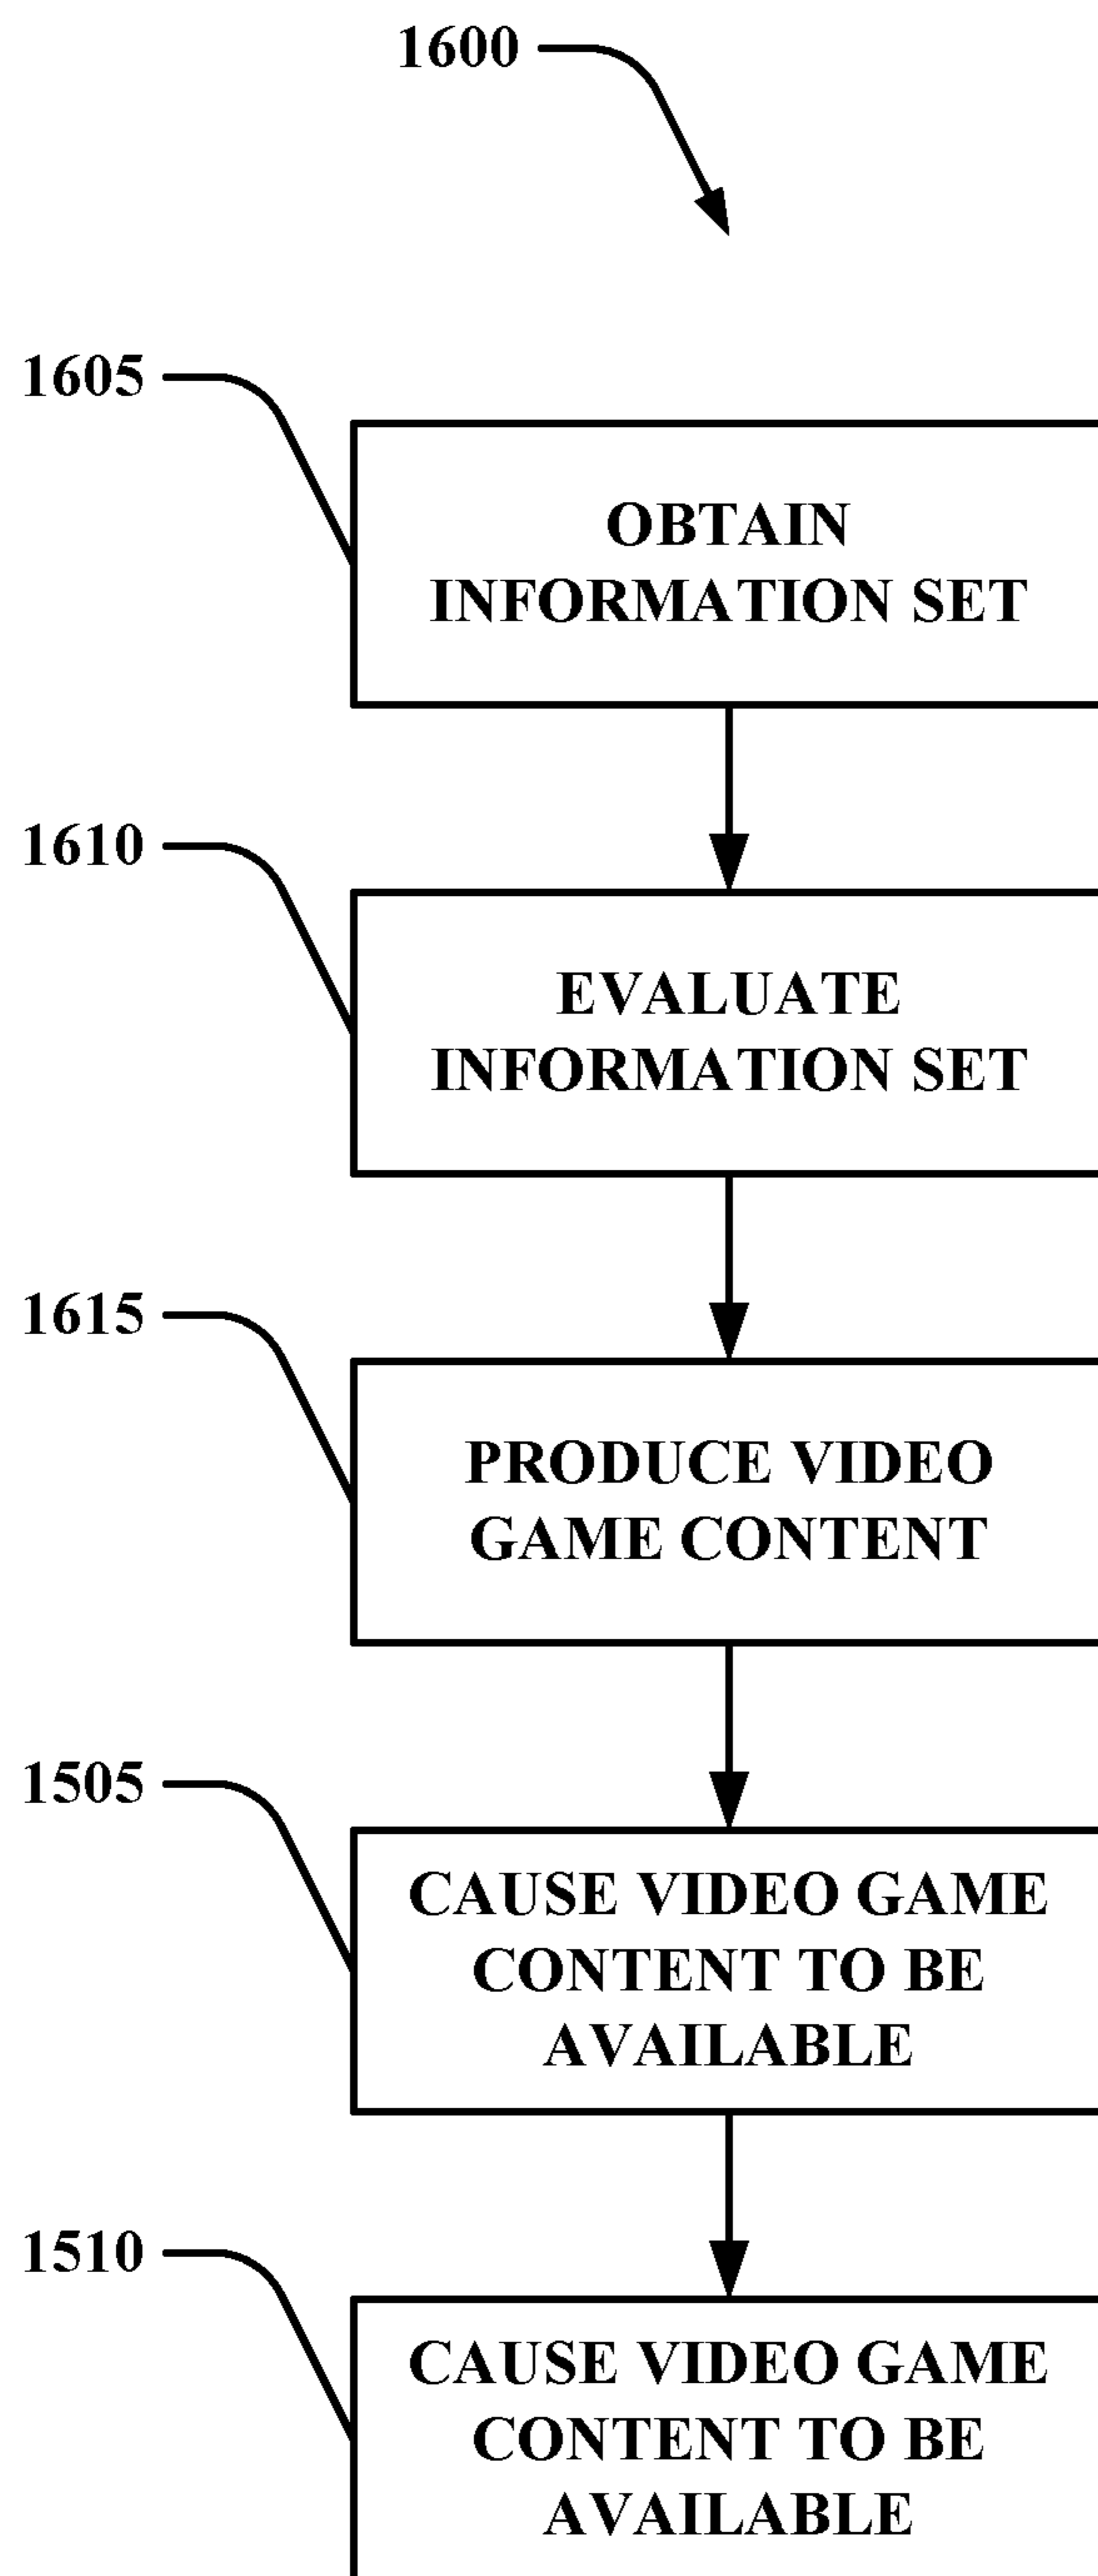 1600
1605
OBTAIN
INFORMATION SET
1610
EVALUATE
INFORMATION SET
1615
PRODUCE VIDEO
GAME CONTENT
1505
CAUSE VIDEO GAME
CONTENT TO BE
AVAILABLE
1510
CAUSE VIDEO GAME
CONTENT TO BE
AVAILABLE